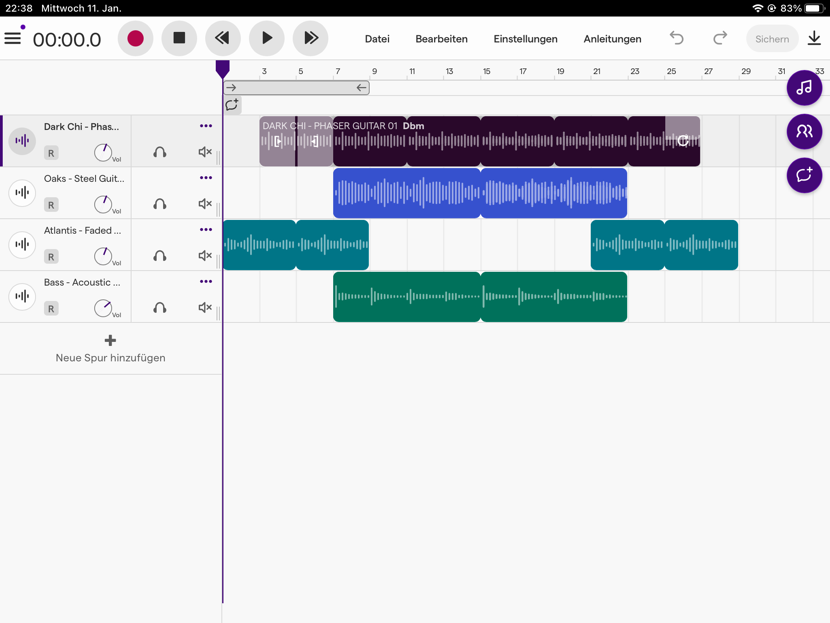 22:38 Mittwoch 11. Jan. 83%
00:00.0 Datei Bearbeiten Einstellungen Anleitungen Sichern
3 5 7 9 11 13 15 17 19 21 23 25 27 29 31 33
Dark Chi - Phas...
R Vol
DARK CHI - PHASER GUITAR 01 Dbm
Oaks - Steel Guit...
R Vol
Atlantis - Faded ...
R Vol
Bass - Acoustic ...
R Vol
Neue Spur hinzufügen